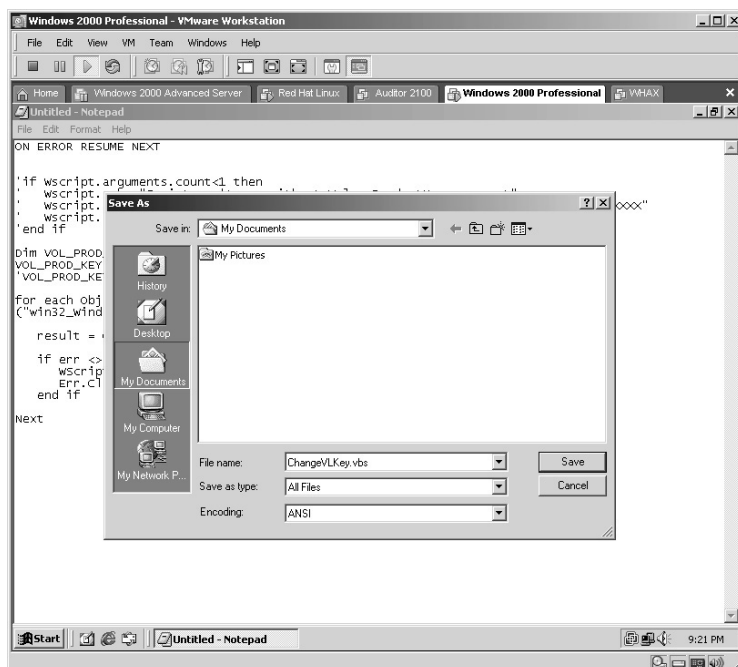 Windows 2000 Professional - VMware Workstation
File Edit View VM Team Windows Help
Home Windows 2000 Advanced Server Red Hat Linux Auditor 2100 Windows 2000 Professional WHAX
Untitled - Notepad
File Edit Format Help
ON ERROR RESUME NEXT
'if Wscript.arguments.count<1 then
' Wscript.
' Wscript. xxxx"
' Wscript.
'end if
Dim VOL_PROD
VOL_PROD_KEY
'VOL_PROD_KE
for each Obj
("win32_Wind
result =
if err <>
WScrip
Err.Cl
end if
Next
Save As
Save in: My Documents
History
Desktop
My Documents
My Computer
My Network P...
My Pictures
File name: ChangeVLKey.vbs Save
Save as type: All Files Cancel
Encoding: ANSI
Start Untitled - Notepad 9:21 PM